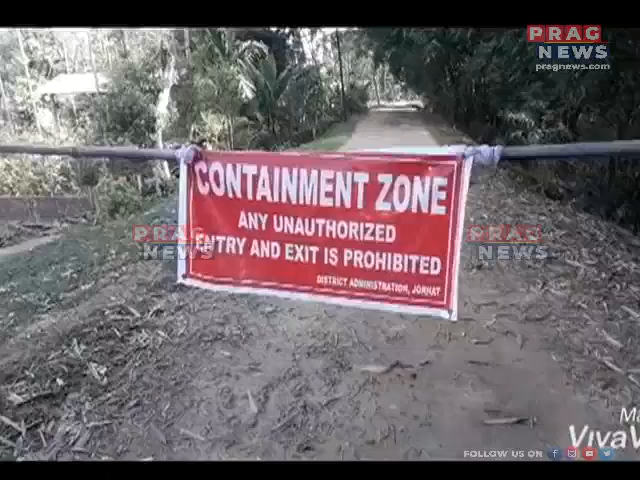 PRAG
NEWS
pragnews.com
CONTAINMENT ZONE
ANY UNAUTHORIZED
ENTRY AND EXIT IS PROHIBITED
DISTRICT ADMINISTRATION, JORHAT
PRAG
NEWS
PRAG
NEWS
VivaV
FOLLOW US ON